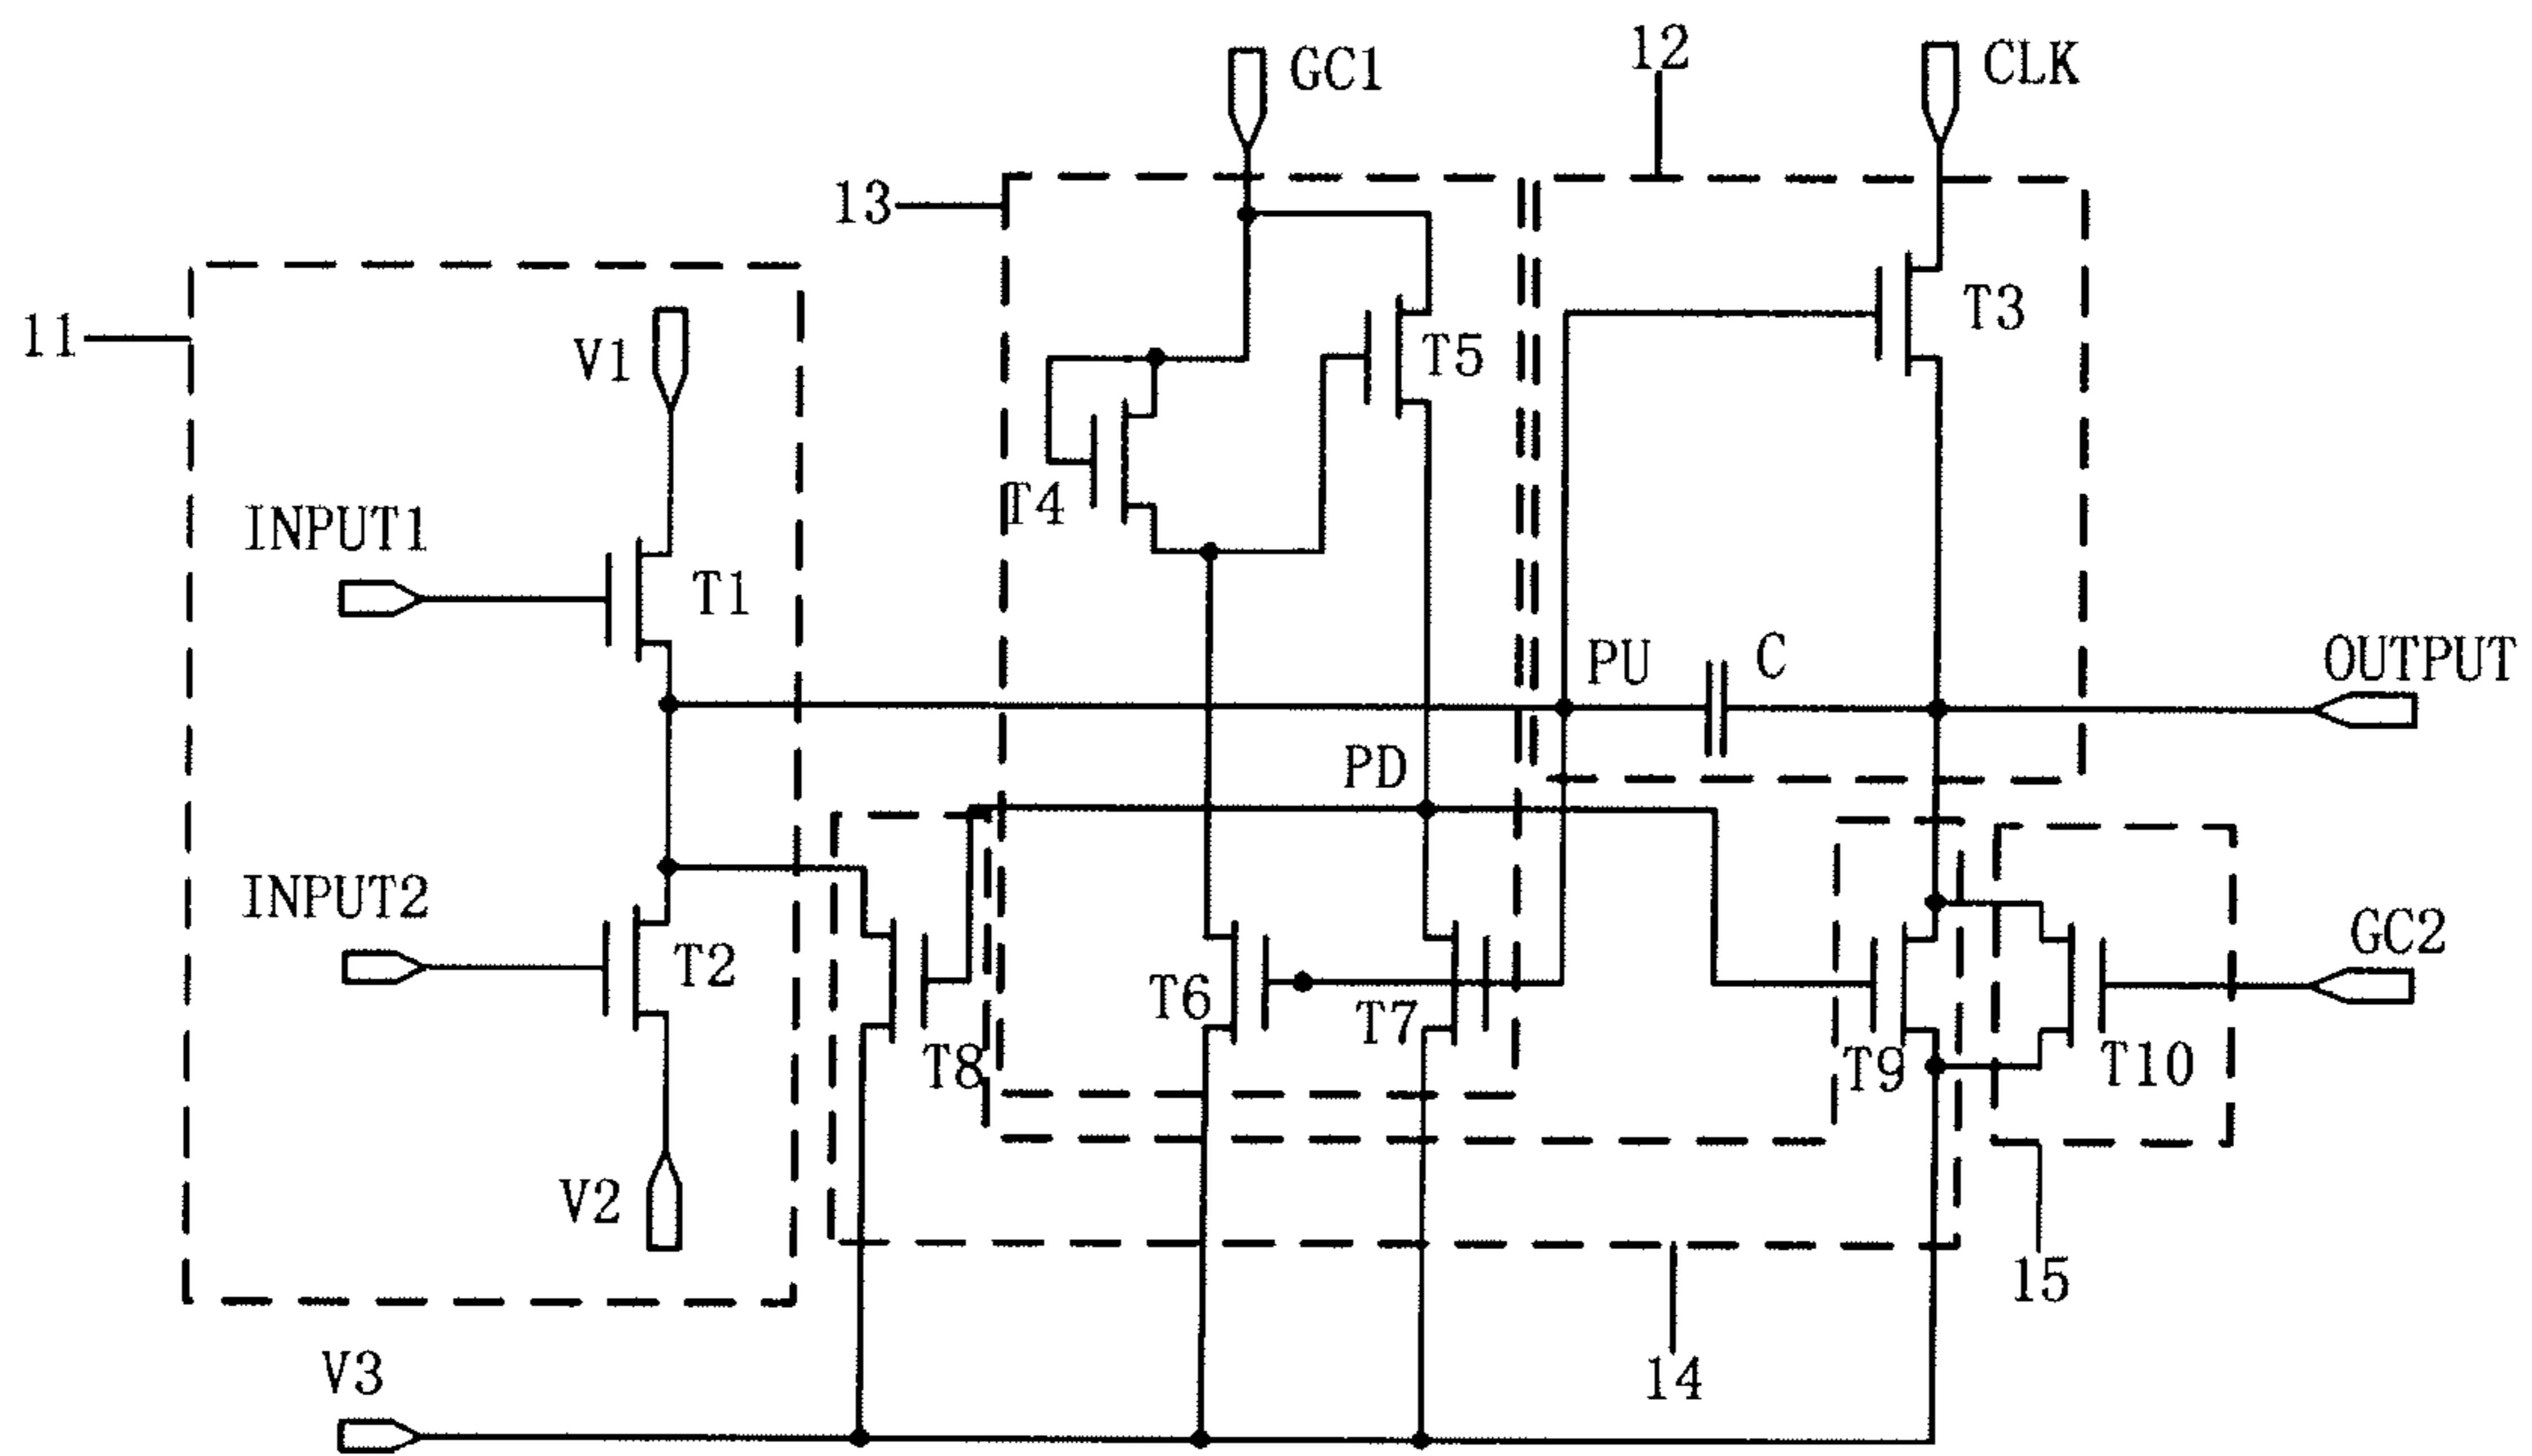 12
GC1
CLK
13
T3
11
V1
T5
T4
INPUT1
T1
PU
C
OUTPUT
PD
INPUT2
T2
GC2
T6
T7
T8
T9
T10
V2
15
V3
14